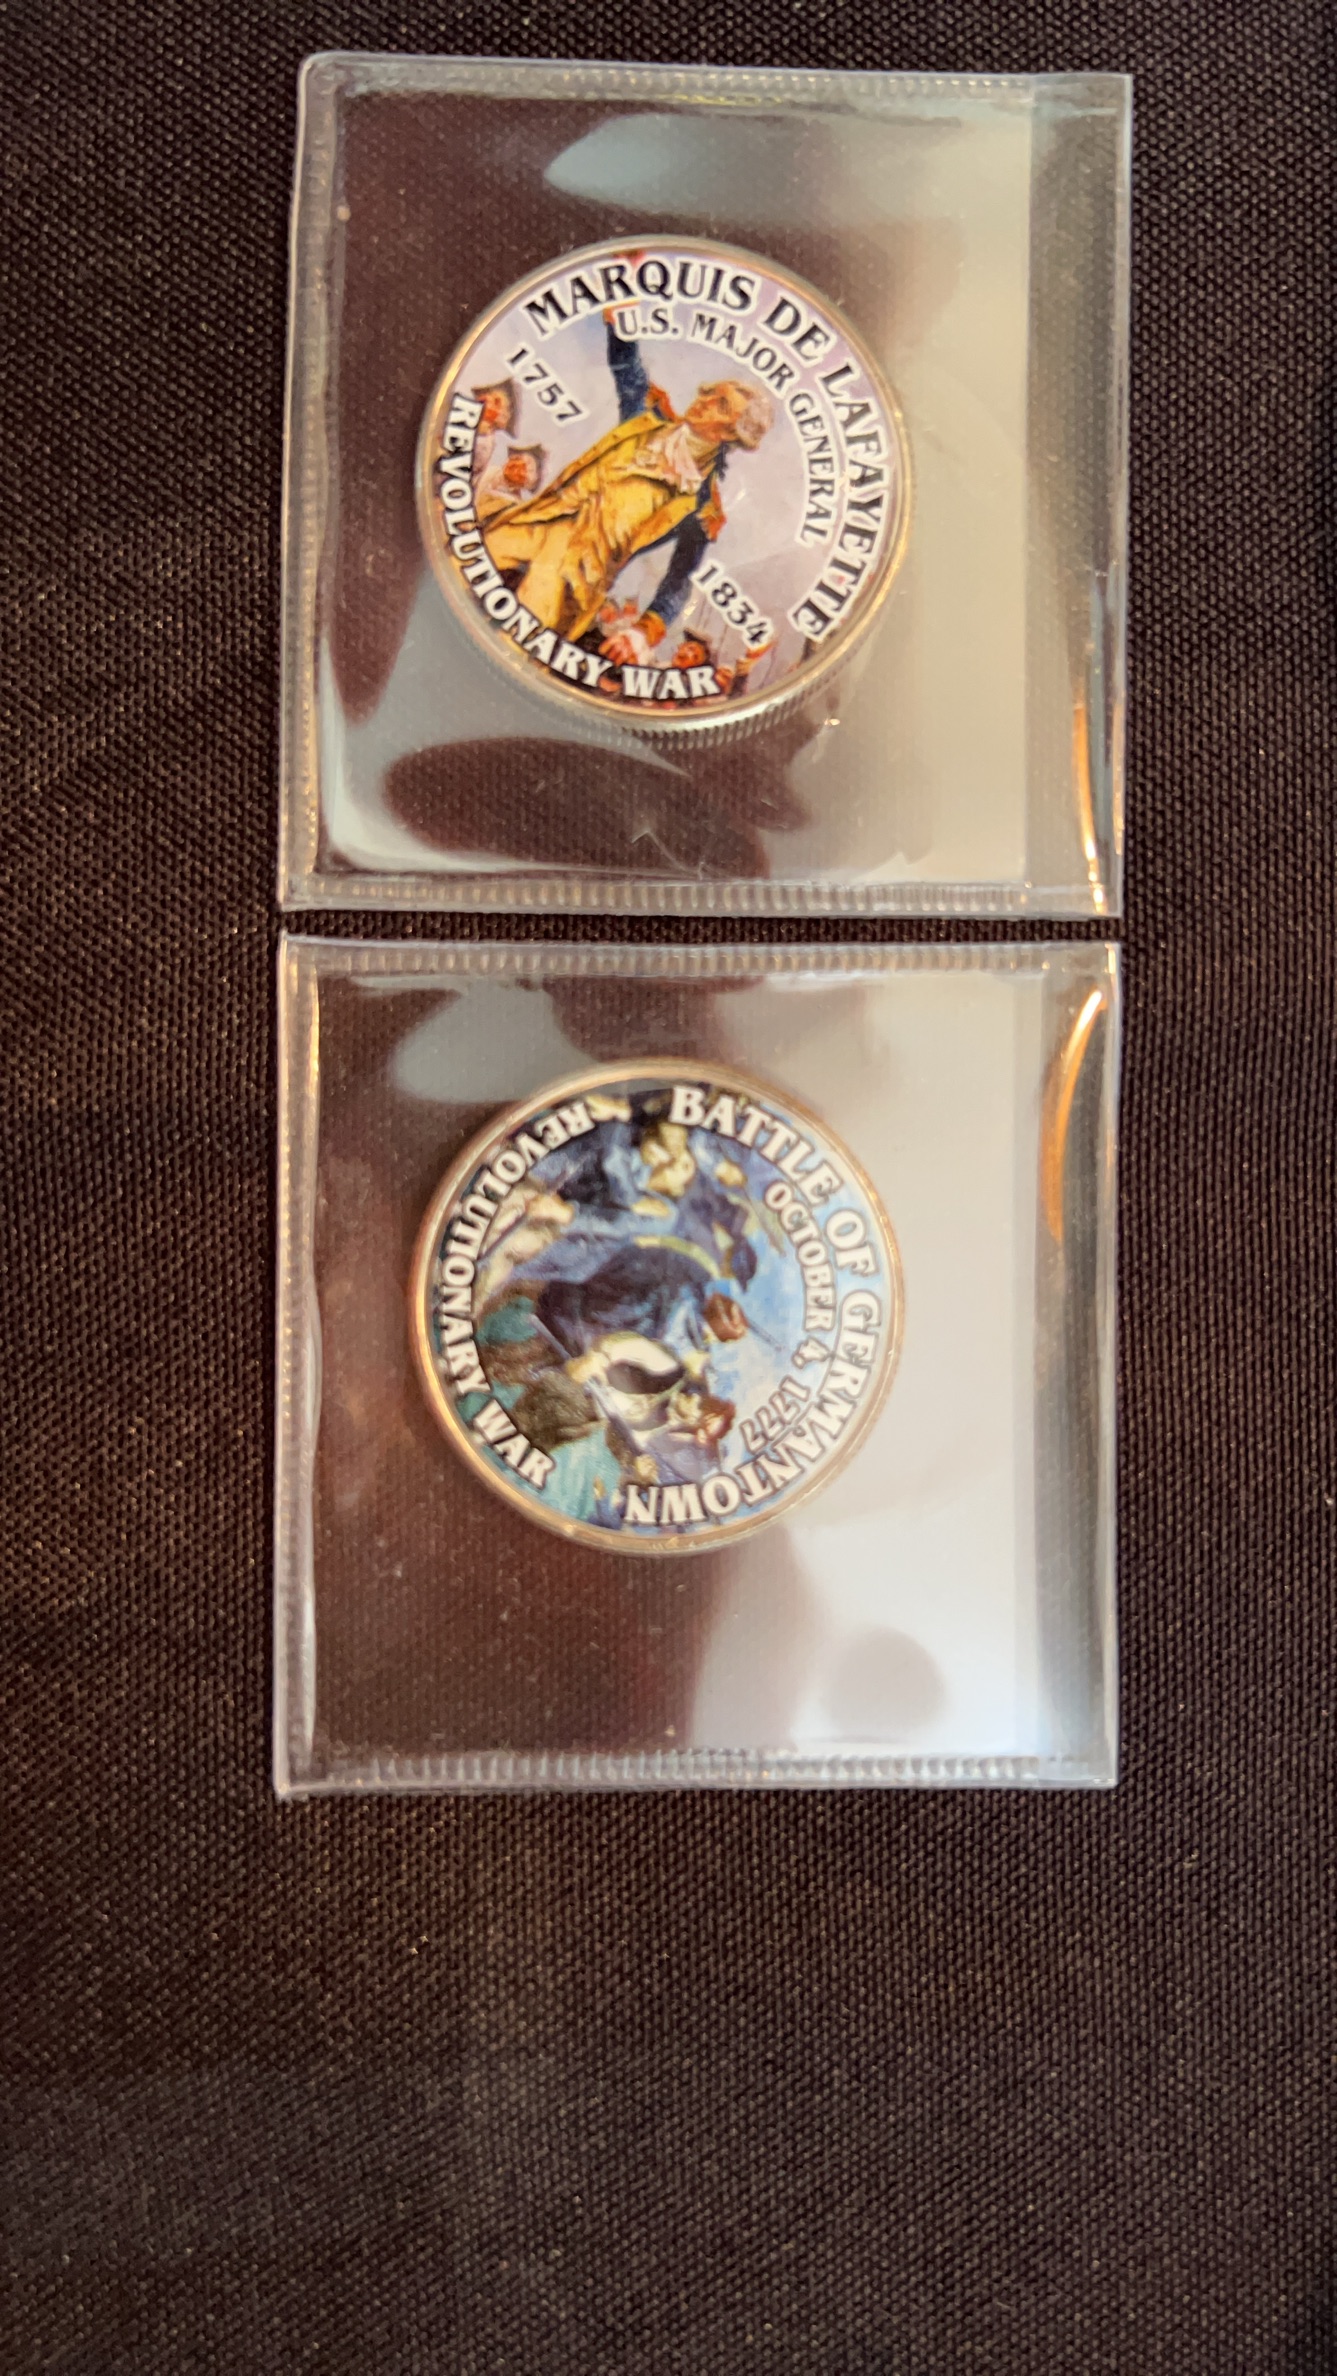 MARQUIS DE LAFAYETTE
U.S. MAJOR GENERAL
1757
1834
REVOLUTIONARY WAR
BATTLE OF GERMANTOWN
OCTOBER 4, 1777
REVOLUTIONARY WAR